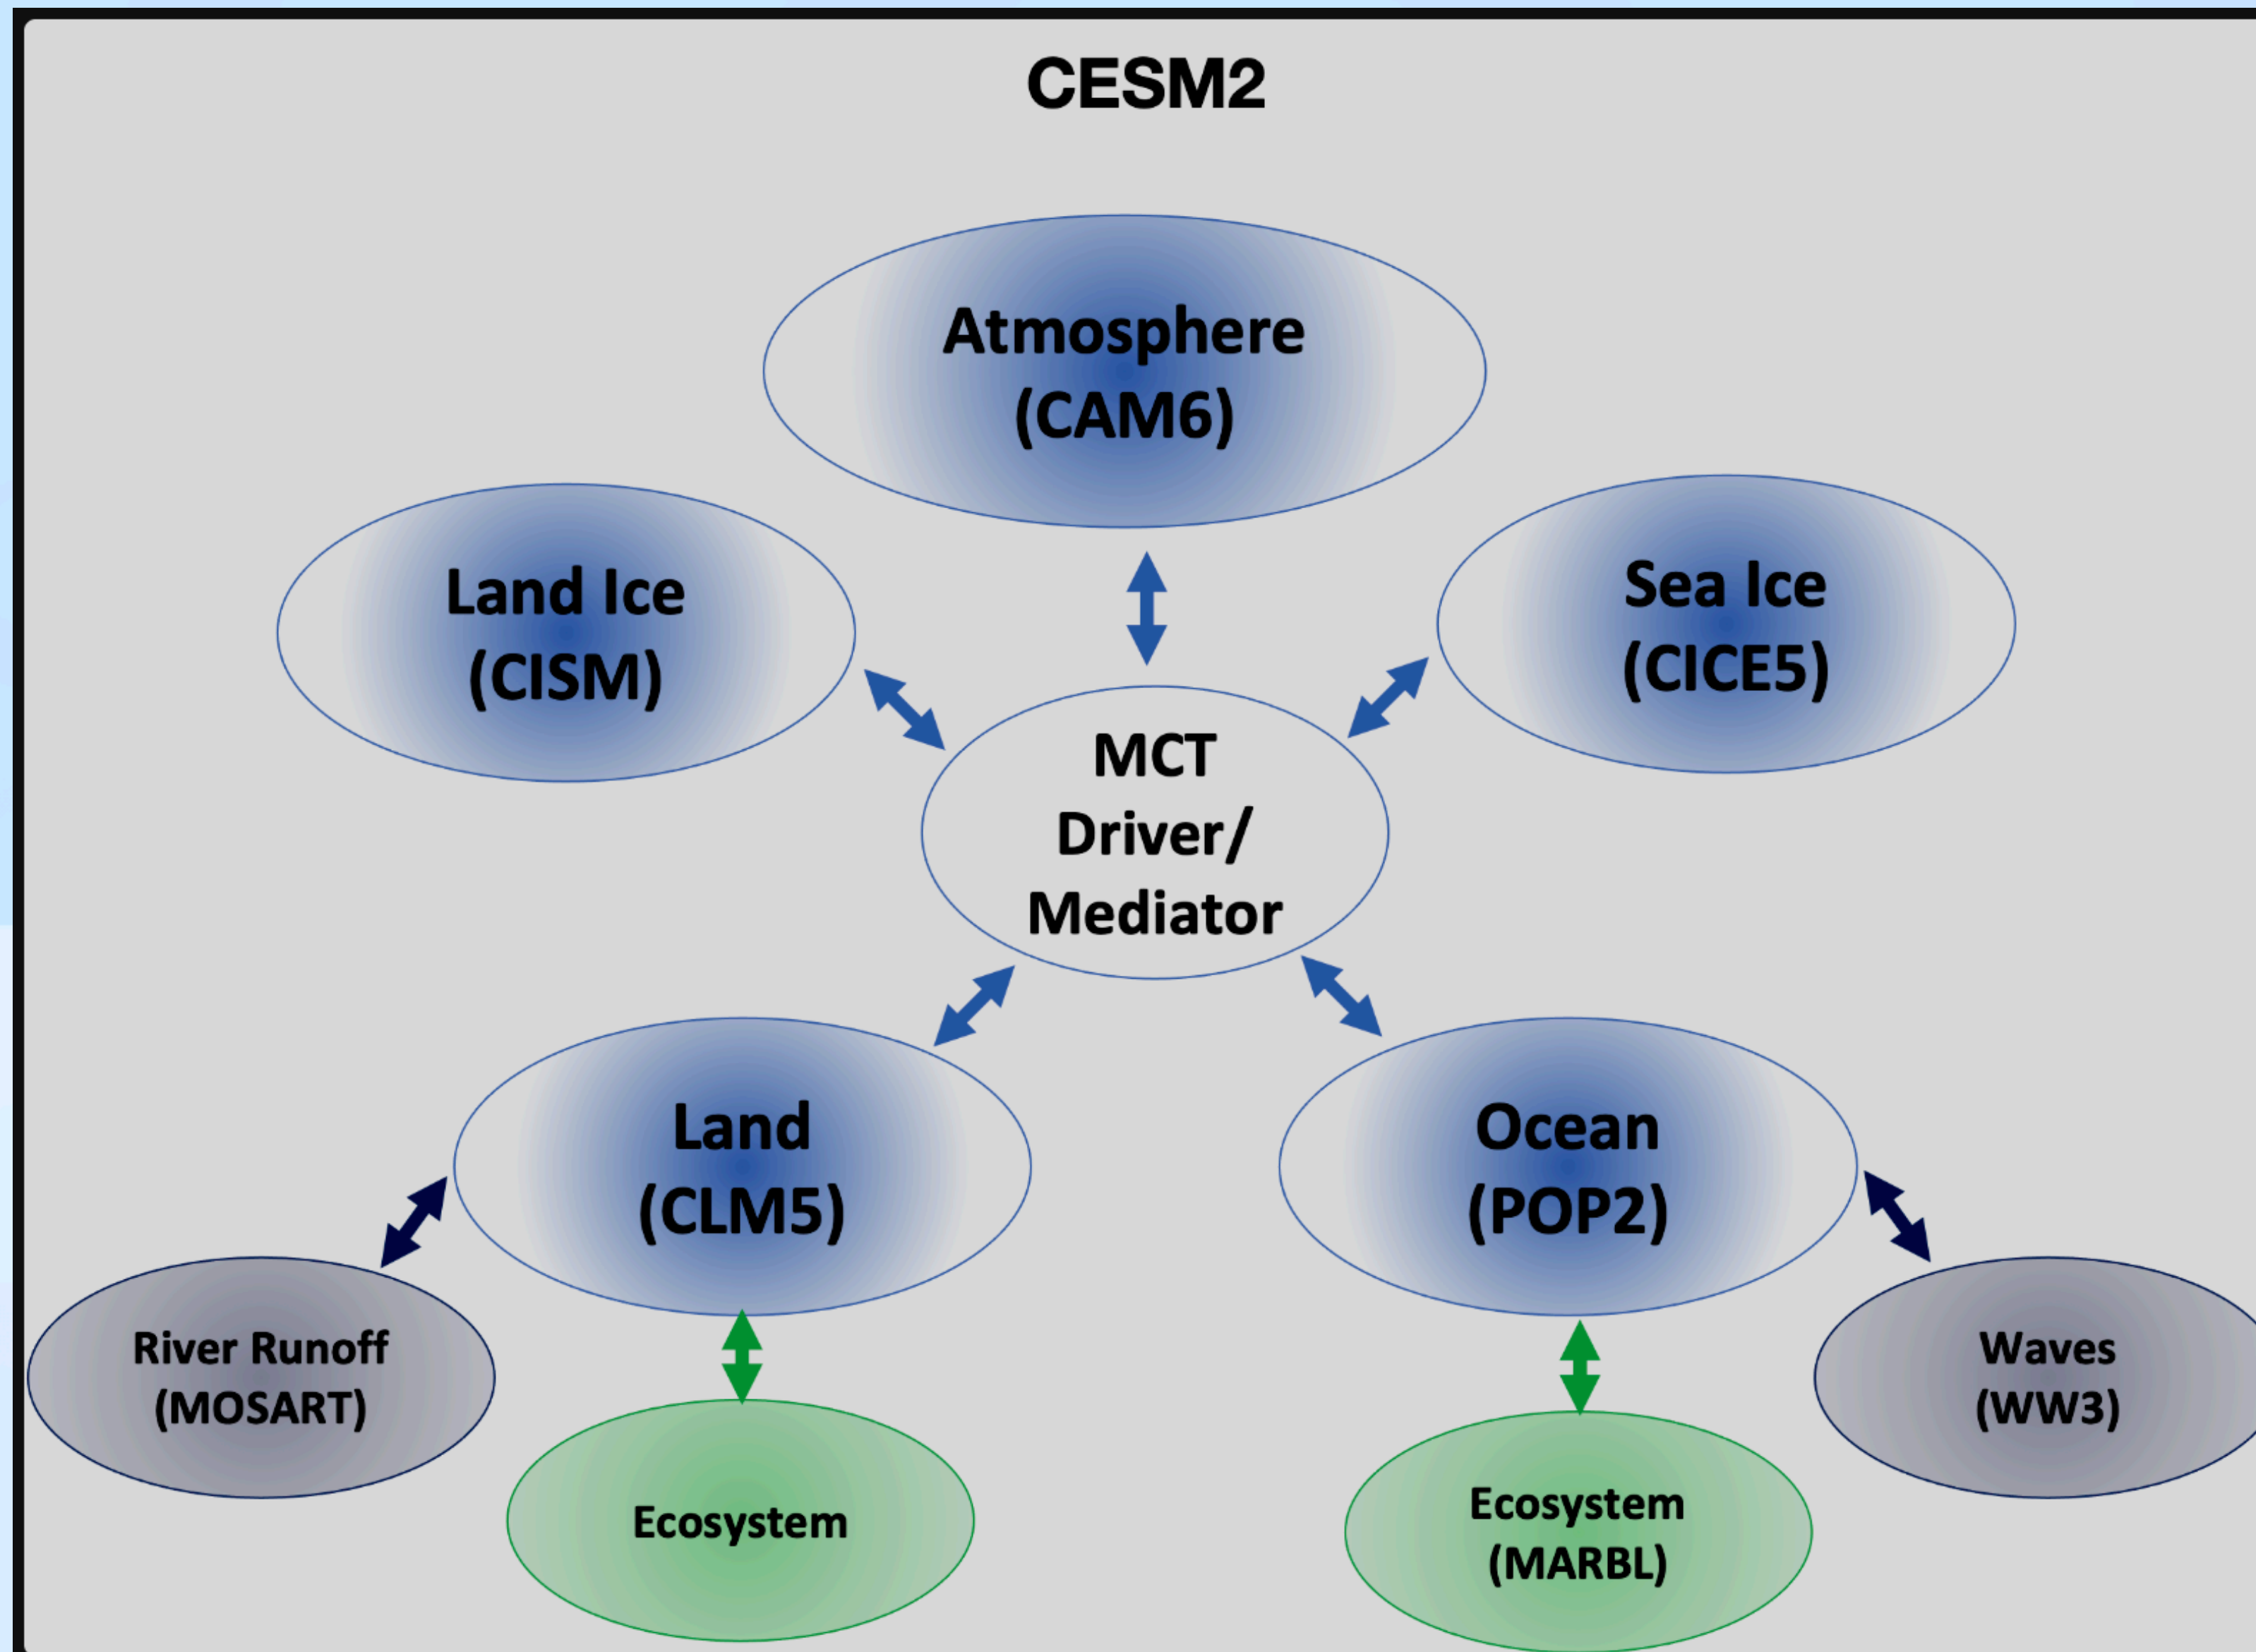 CESM2
Atmosphere
(CAM6)
Land Ice
(CISM)
Sea Ice
(CICE5)
MCT
Driver/
Mediator
Land
(CLM5)
Ocean
(POP2)
River Runoff
(MOSART)
Waves
(WW3)
Ecosystem
Ecosystem
(MARBL)